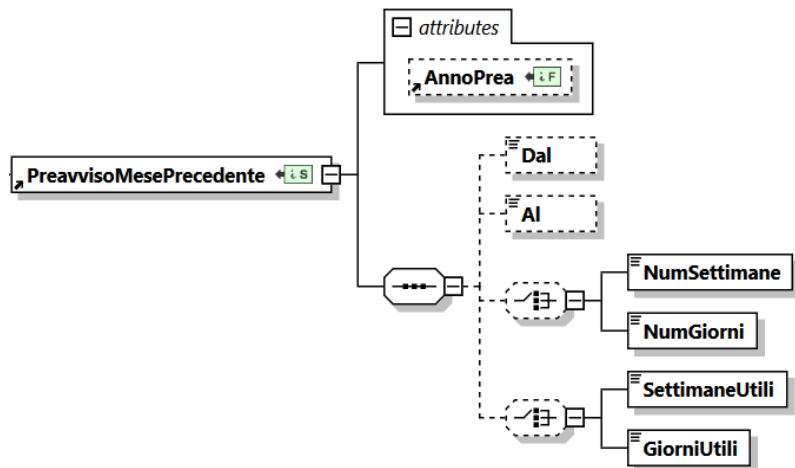 attributes
AnnoPrea
i F
PreavvisoMesePrecedente
i S
Dal
Al
NumSettimane
NumGiorni
SettimaneUtili
GiorniUtili